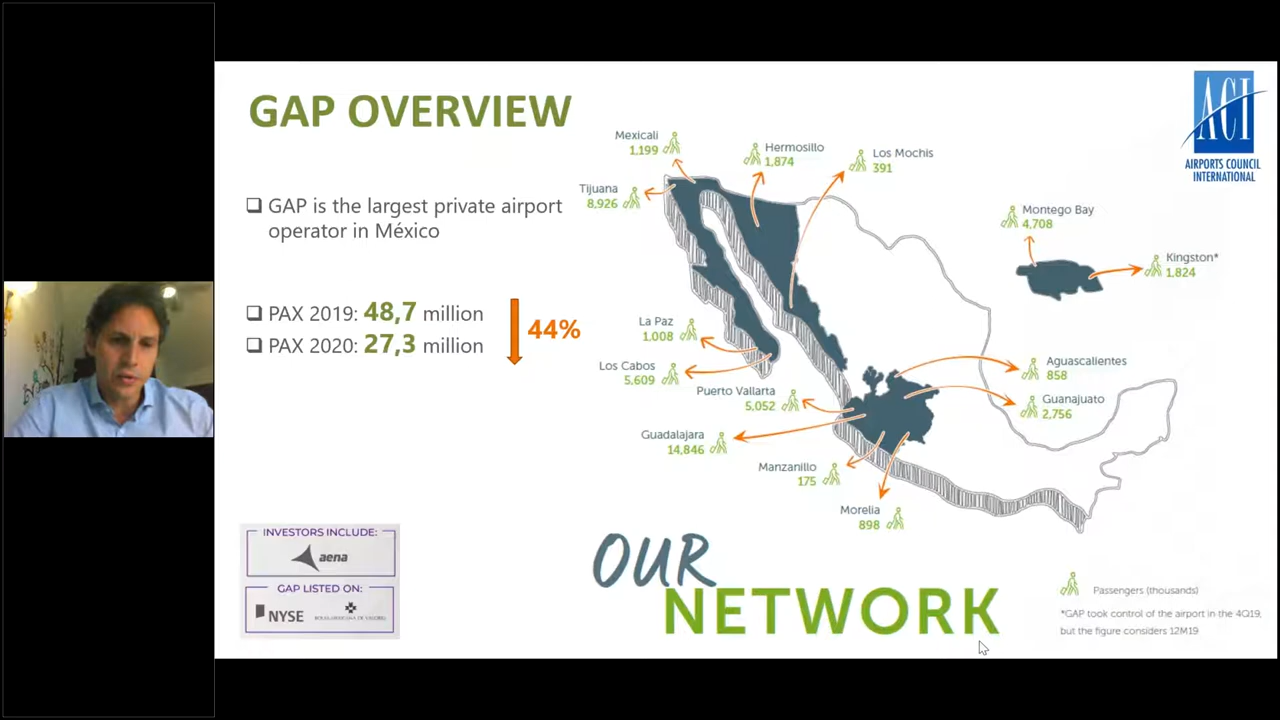 GAP OVERVIEW
❑ GAP is the largest private airport
operator in México
❑ PAX 2019: 48,7 million
❑ PAX 2020: 27,3 million
44%
INVESTORS INCLUDE:
aena
GAP LISTED ON:
NYSE
Mexicali
1,199
Hermosillo
1,874
Los Mochis
391
Tijuana
8,926
Montego Bay
4,708
Kingston*
1,824
La Paz
1,008
Los Cabos
5,609
Puerto Vallarta
5,052
Aguascalientes
858
Guanajuato
2,756
Guadalajara
14,846
Manzanillo
175
Morelia
898
OUR
NETWORK
Passengers (thousands)
*GAP took control of the airport in the 4Q19,
but the figure considers 12M19
ACI
AIRPORTS COUNCIL
INTERNATIONAL